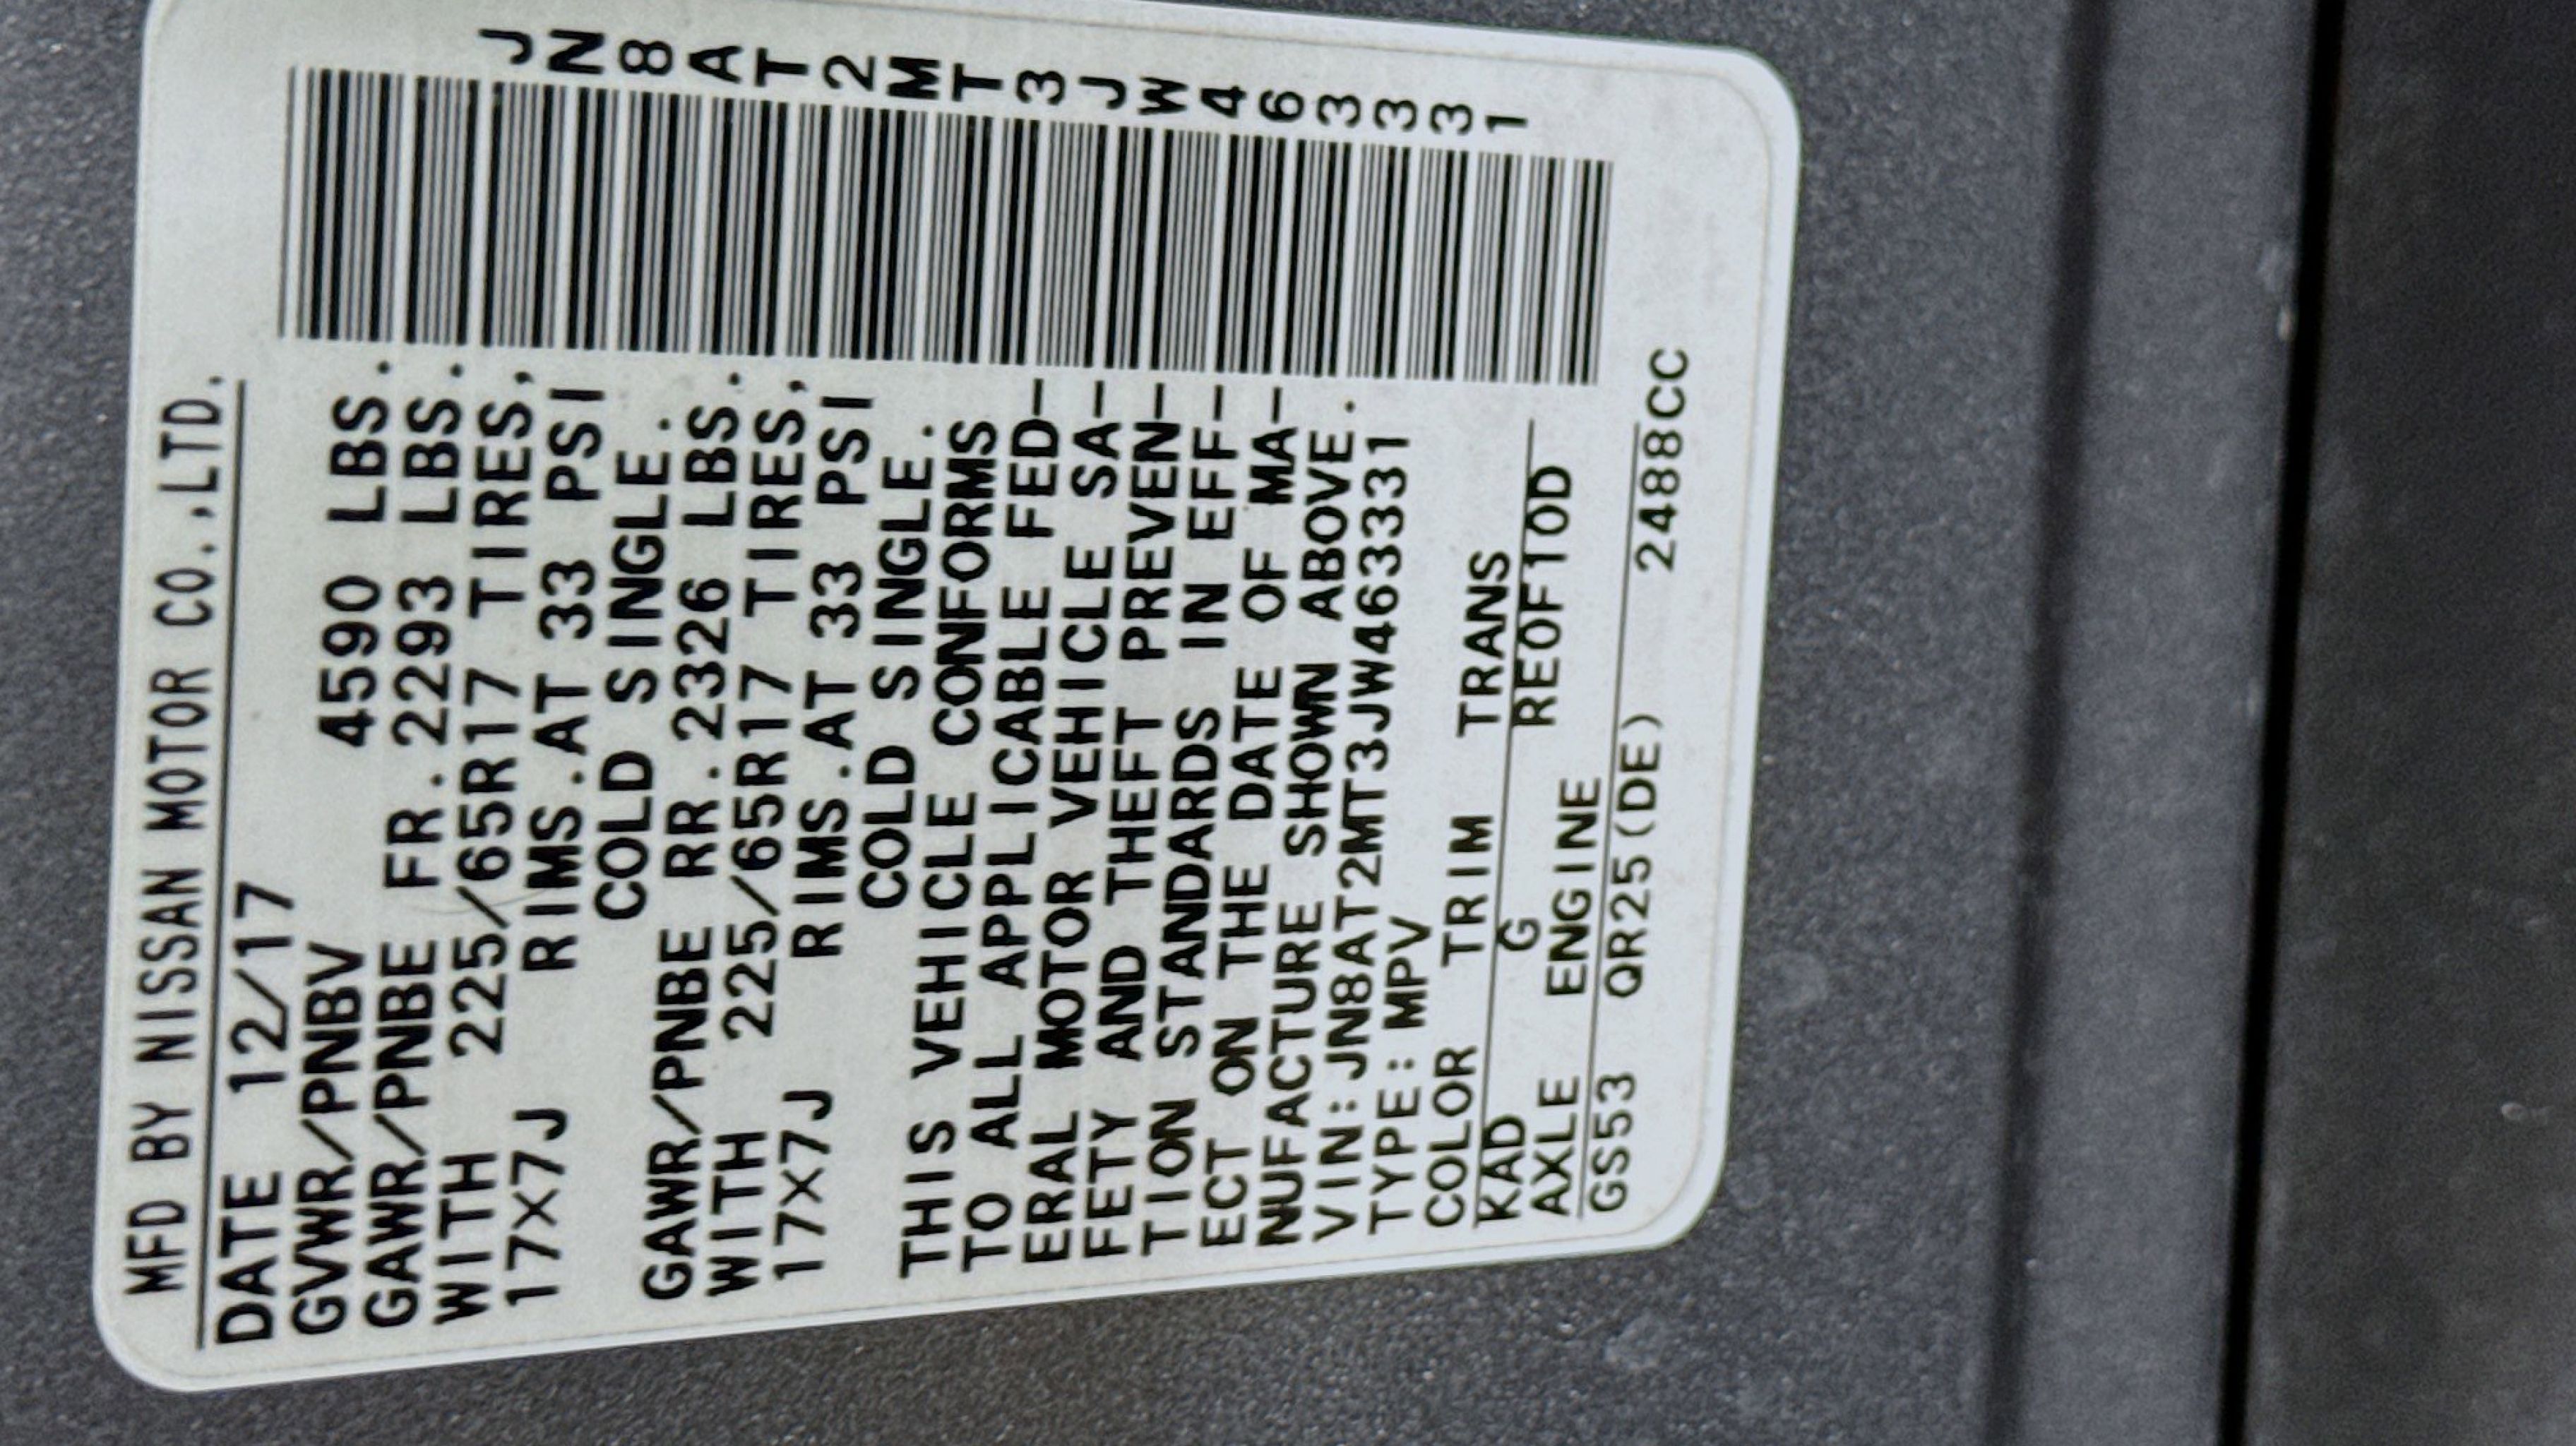 MFD BY NISSAN MOTOR CO.,LTD.
DATE 12/17
GVWR/PNBV 4590 LBS.
GAWR/PNBE FR.2293 LBS.
WITH 225/65R17 TIRES,
17×7J RIMS.AT 33 PSI
COLD SINGLE.
GAWR/PNBE RR.2326 LBS.
WITH 225/65R17 TIRES,
17×7J RIMS.AT 33 PSI
COLD SINGLE.
THIS VEHICLE CONFORMS
TO ALL APPLICABLE FED-
ERAL MOTOR VEHICLE SA-
FETY AND THEFT PREVEN-
TION STANDARDS IN EFF-
ECT ON THE DATE OF MA-
NUFACTURE SHOWN ABOVE.
VIN:JN8AT2MT3JW463331
TYPE:MPV
COLOR TRIM TRANS
KAD G RE0F10D
AXLE ENGINE
GS53 QR25(DE) 2488CC
JN8AT2MT3JW463331